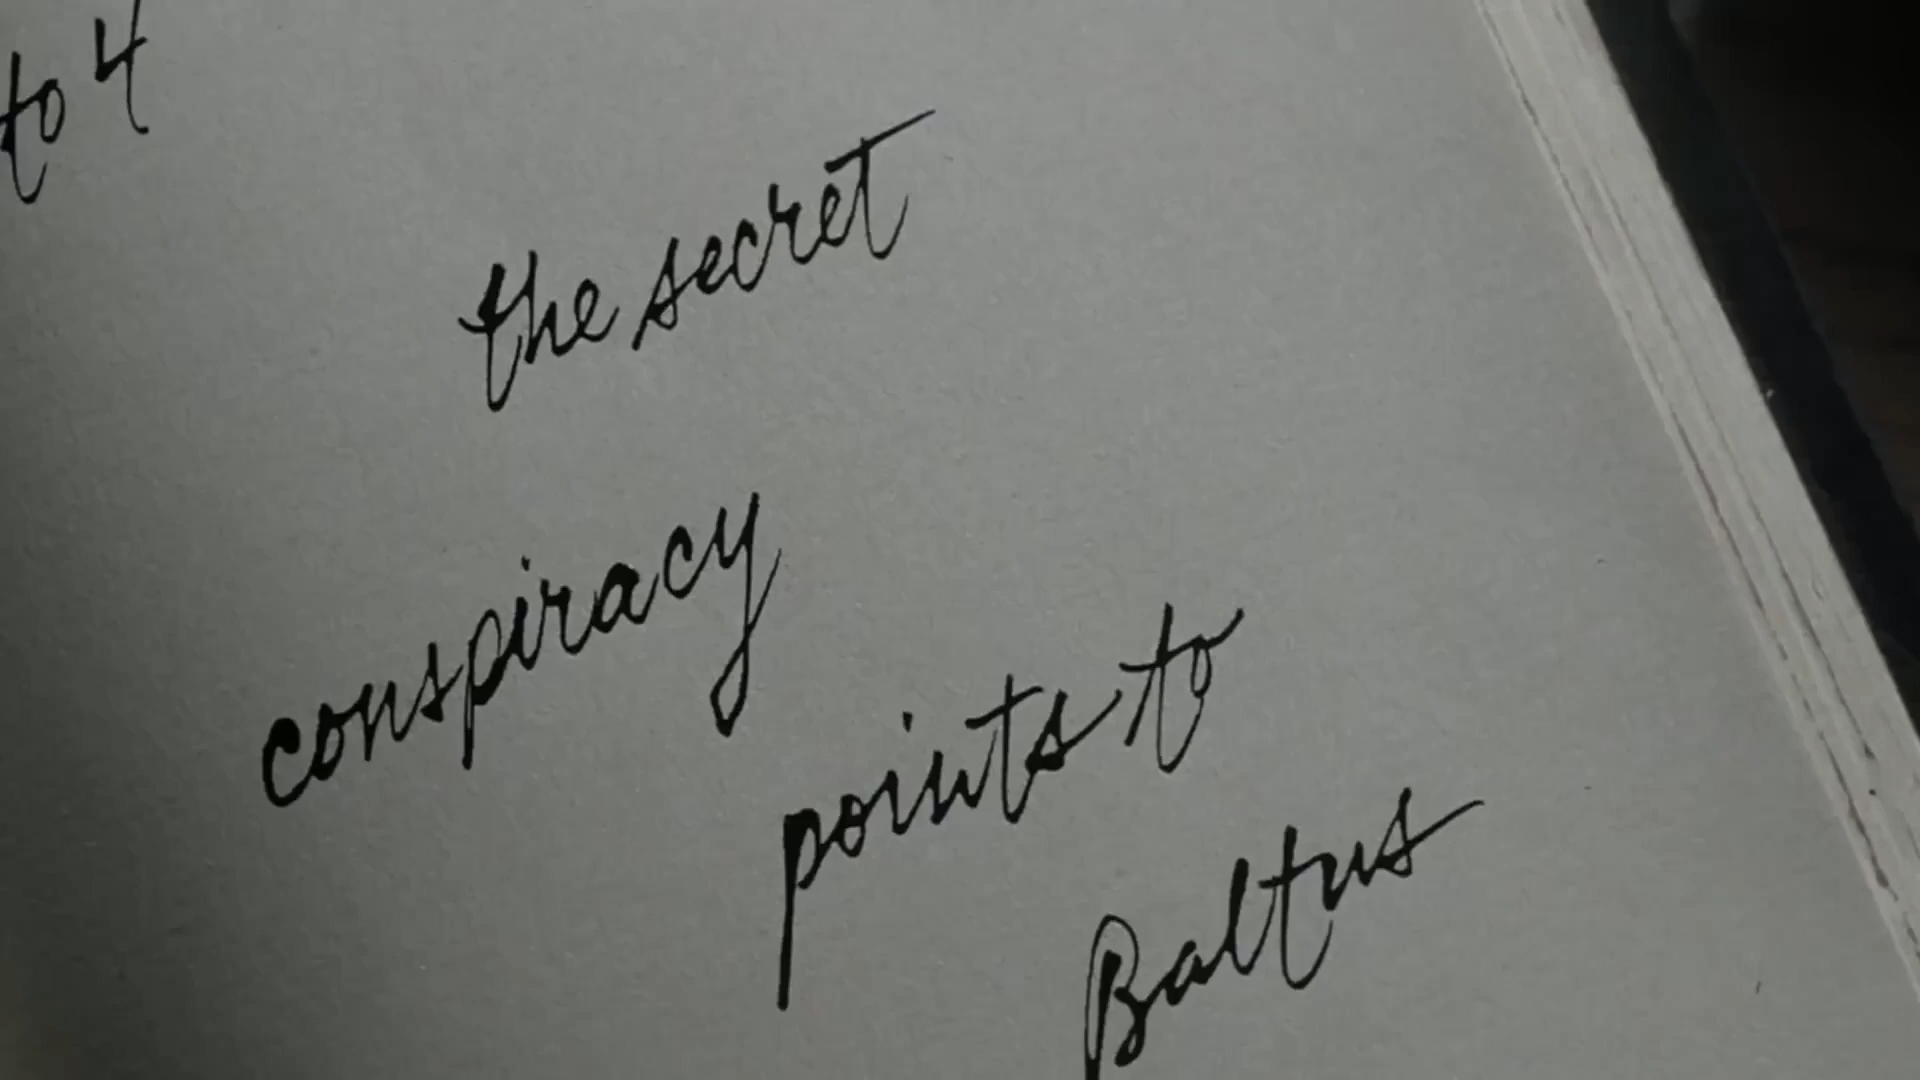 to 4
the secret
conspiracy
points to
Baltus